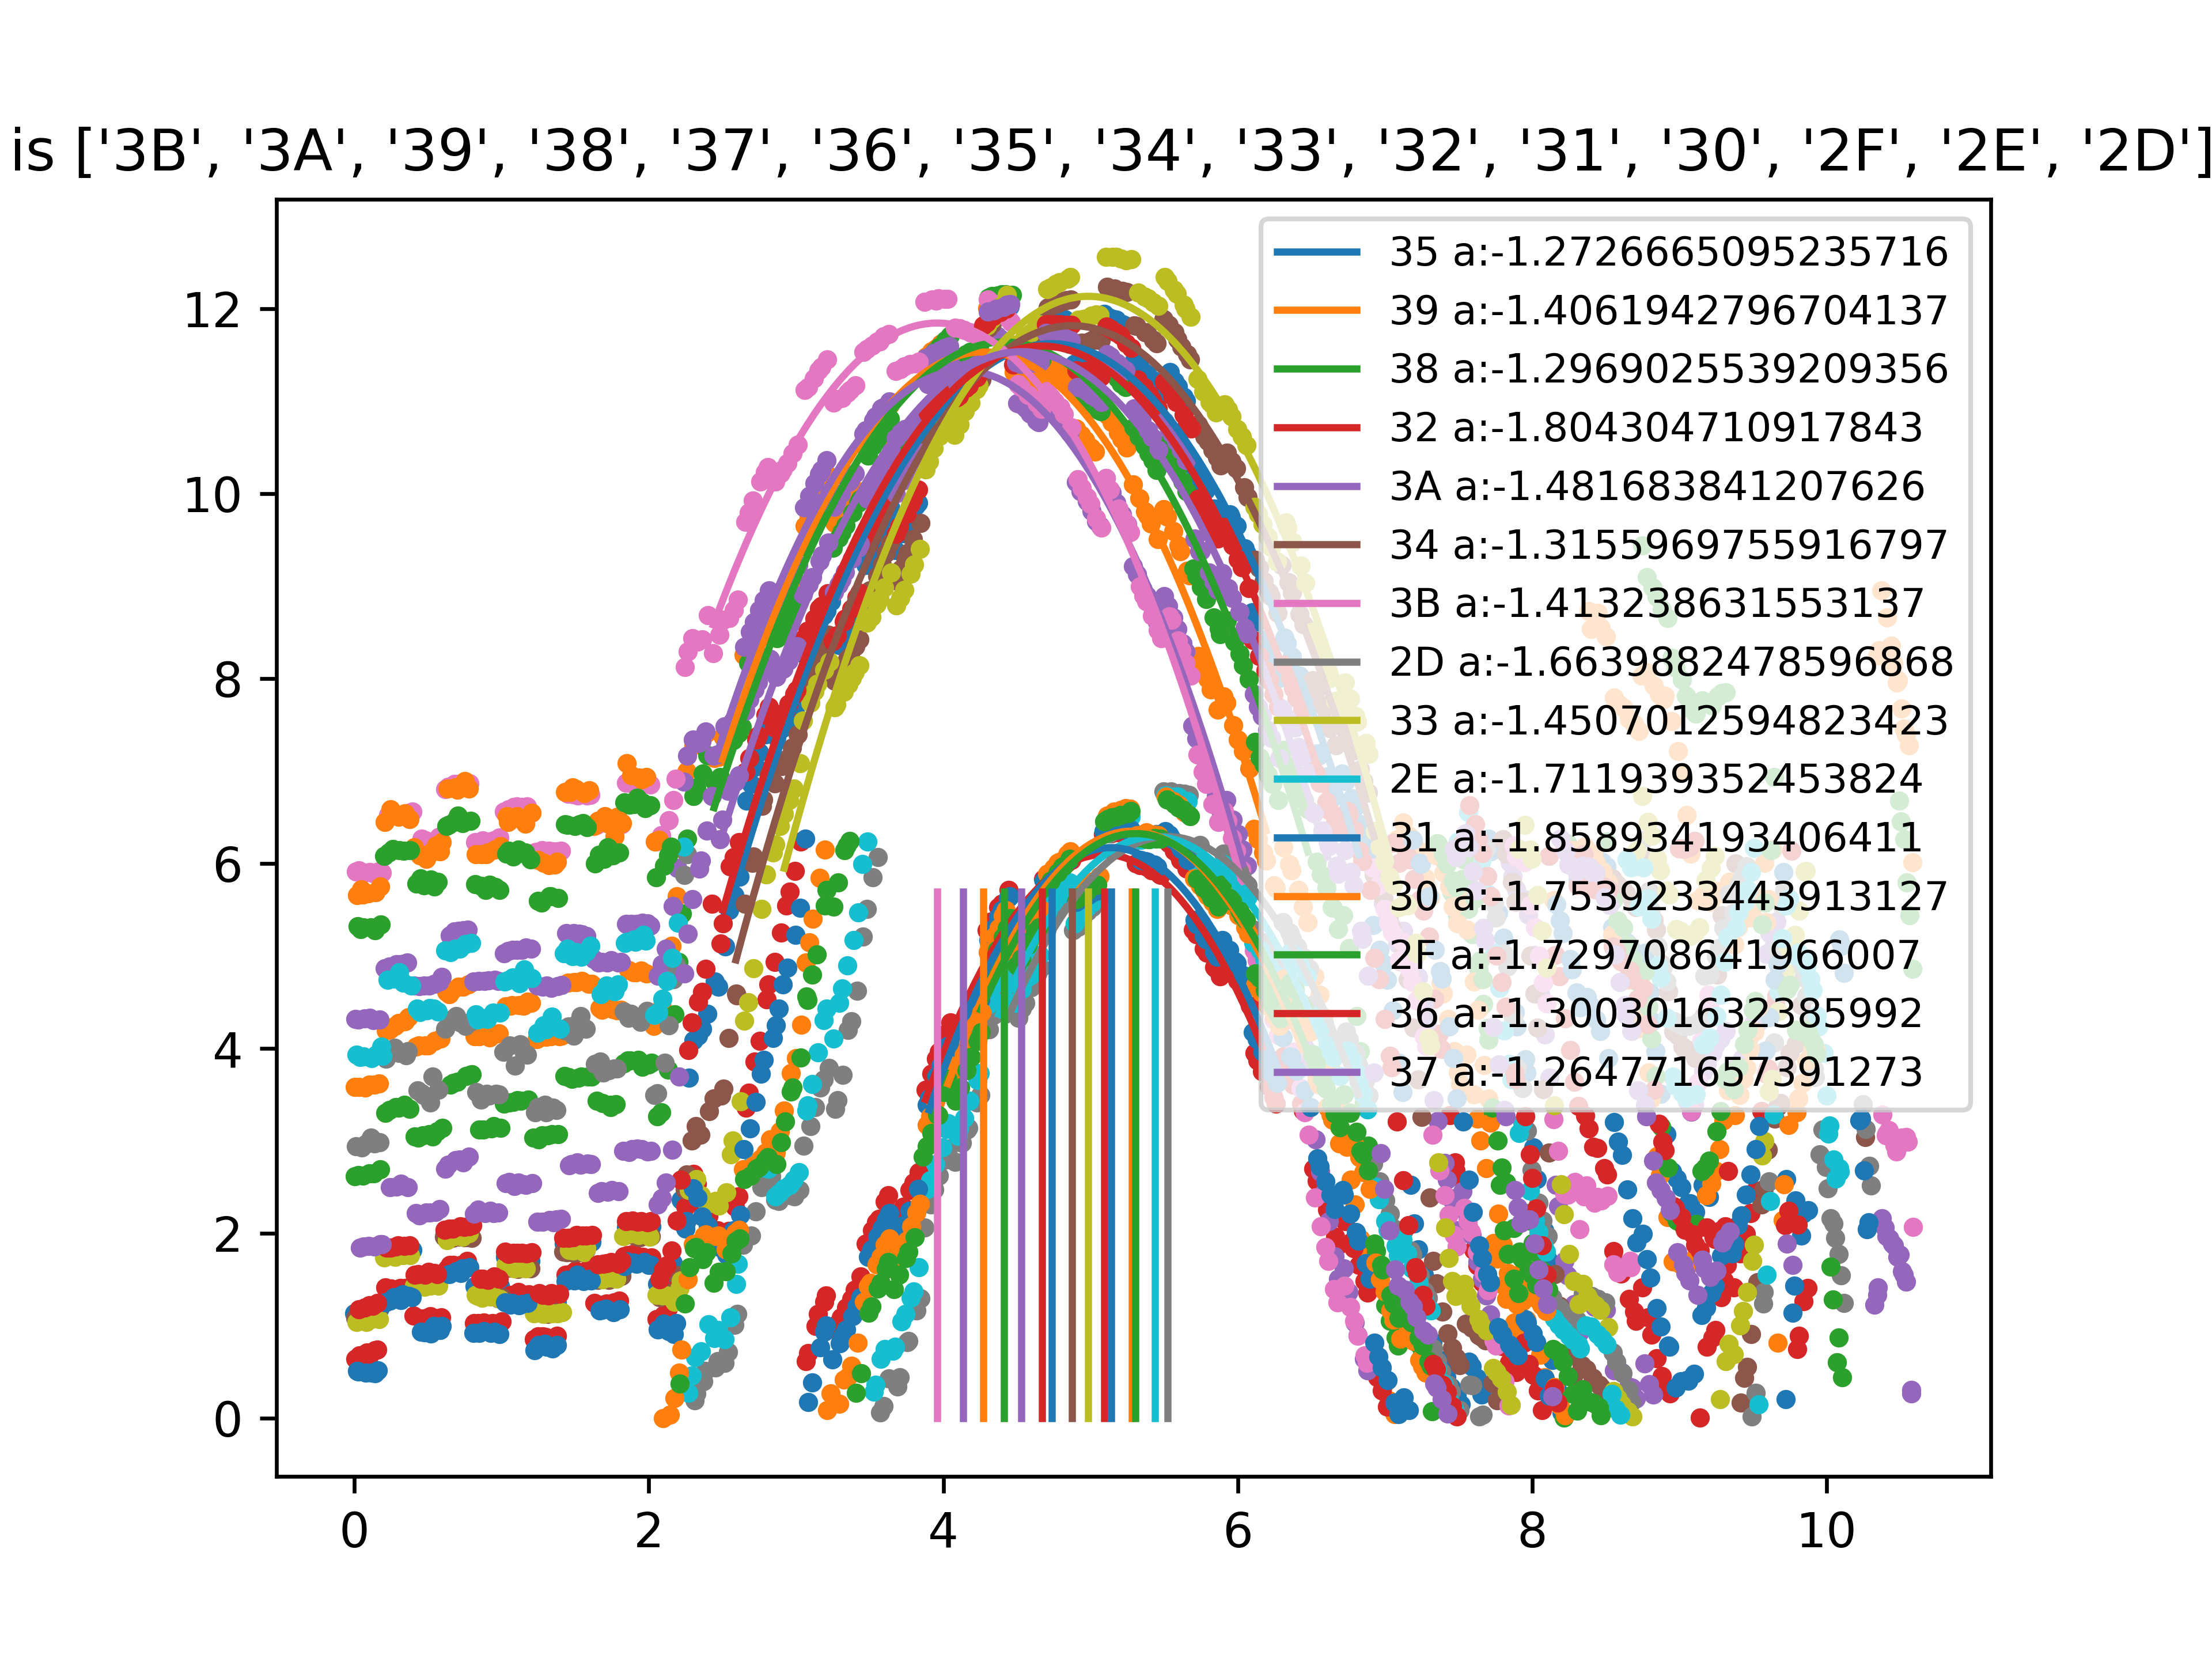 is ['3B', '3A', '39', '38', '37', '36', '35', '34', '33', '32', '31', '30', '2F', '2E', '2D']
35 a:-1.2726665095235716
39 a:-1.4061942796704137
38 a:-1.2969025539209356
32 a:-1.804304710917843
3A a:-1.481683841207626
34 a:-1.3155969755916797
3B a:-1.413238631553137
2D a:-1.6639882478596868
33 a:-1.4507012594823423
2E a:-1.711939352453824
31 a:-1.858934193406411
30 a:-1.7539233443913127
2F a:-1.729708641966007
36 a:-1.300301632385992
37 a:-1.264771657391273
12
10
8
6
4
2
0
0 2 4 6 8 10